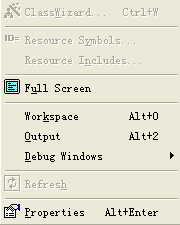 ClassWizard... Ctrl+W
ID= Resource Symbols...
Resource Includes...
Full Screen
Workspace Alt+0
Output Alt+2
Debug Windows
Refresh
Properties Alt+Enter